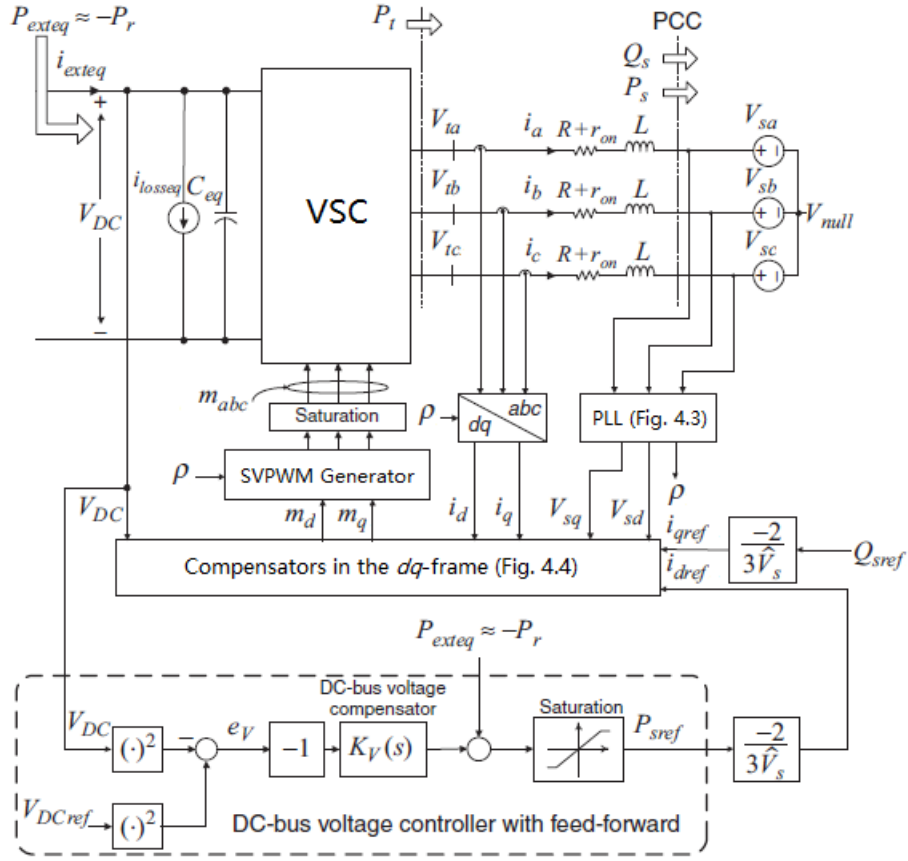 P_exteq ≈ −P_r
P_t
PCC
i_exteq
Q_s
P_s
+
V_ta
i_a
R+r_on
L
V_sa
+ −
i_losseq
C_eq
VSC
V_tb
i_b
R+r_on
L
V_sb
+ −
V_DC
V_null
V_tc
i_c
R+r_on
L
V_sc
+ −
−
m_abc
Saturation
ρ
abc
dq
PLL (Fig. 4.3)
ρ
SVPWM Generator
ρ
V_DC
m_d
m_q
i_d
i_q
V_sq
V_sd
i_qref
−2
3V̂_s
Q_sref
Compensators in the dq-frame (Fig. 4.4)
i_dref
P_exteq ≈ −P_r
DC-bus voltage
compensator
Saturation
V_DC
(·)²
−
e_V
−1
K_V(s)
P_sref
−2
3V̂_s
V_DCref
(·)²
DC-bus voltage controller with feed-forward